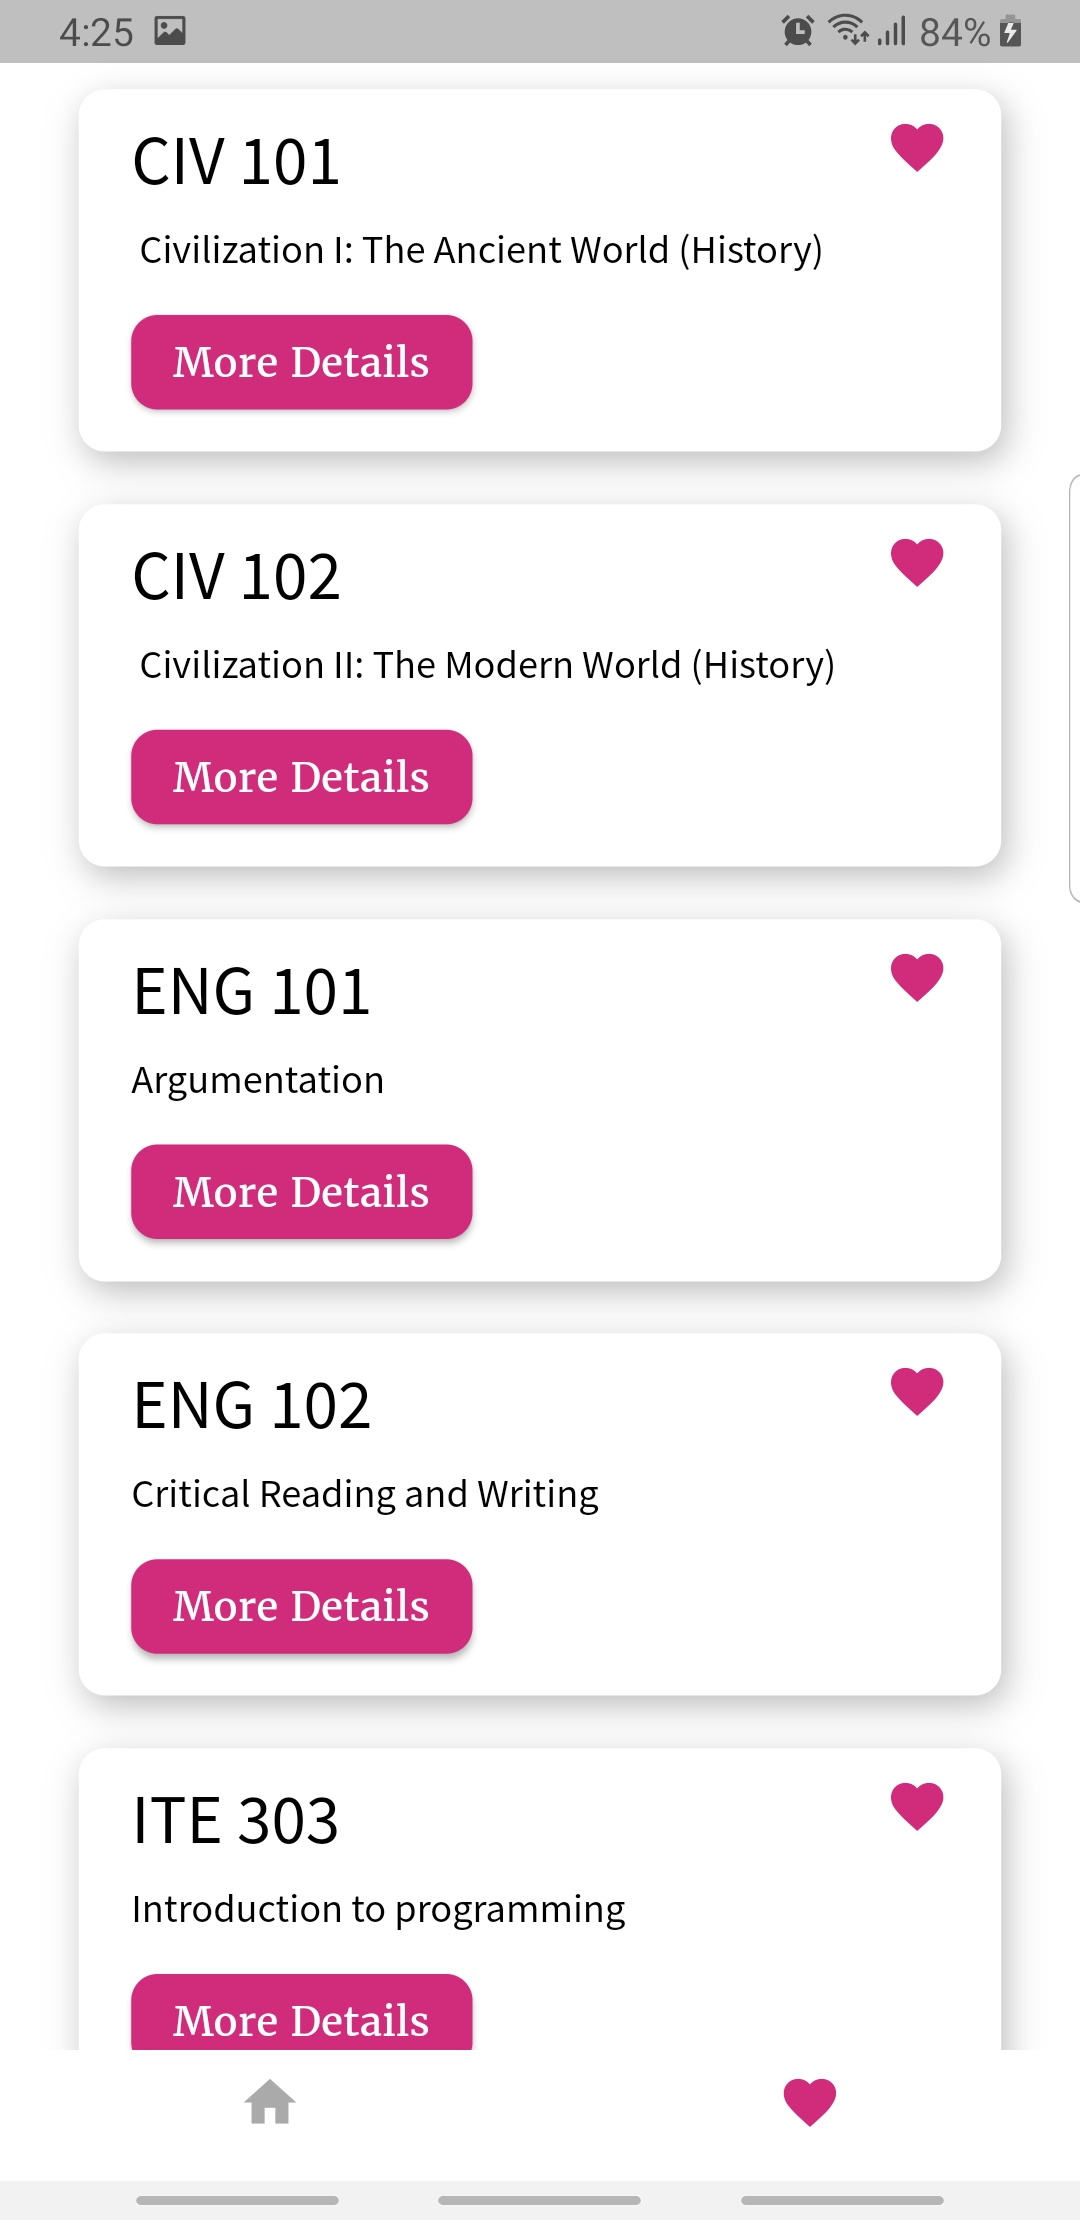 4:25 84%
CIV 101
Civilization I: The Ancient World (History)
More Details
CIV 102
Civilization II: The Modern World (History)
More Details
ENG 101
Argumentation
More Details
ENG 102
Critical Reading and Writing
More Details
ITE 303
Introduction to programming
More Details